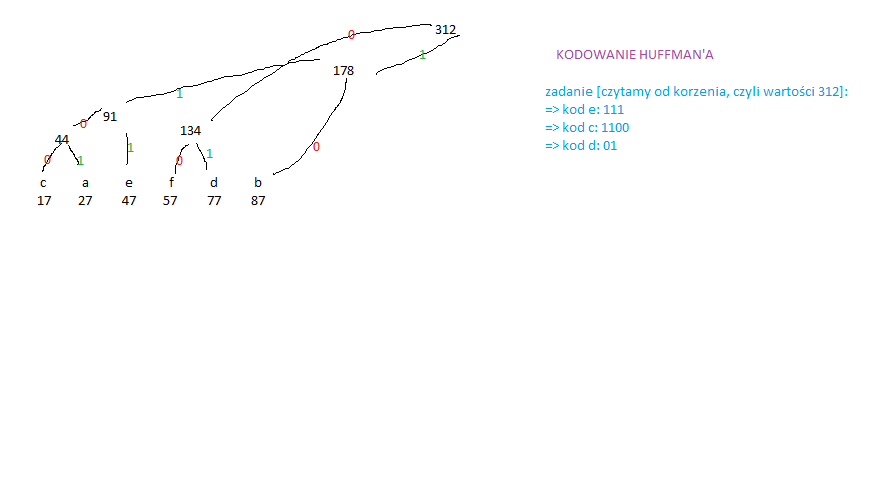 312
0
KODOWANIE HUFFMAN'A
1
178
zadanie [czytamy od korzenia, czyli wartości 312]:
1
=> kod e: 111
91
0
134
=> kod c: 1100
44
1
0
=> kod d: 01
0 1 0 1
c a e f d b
17 27 47 57 77 87